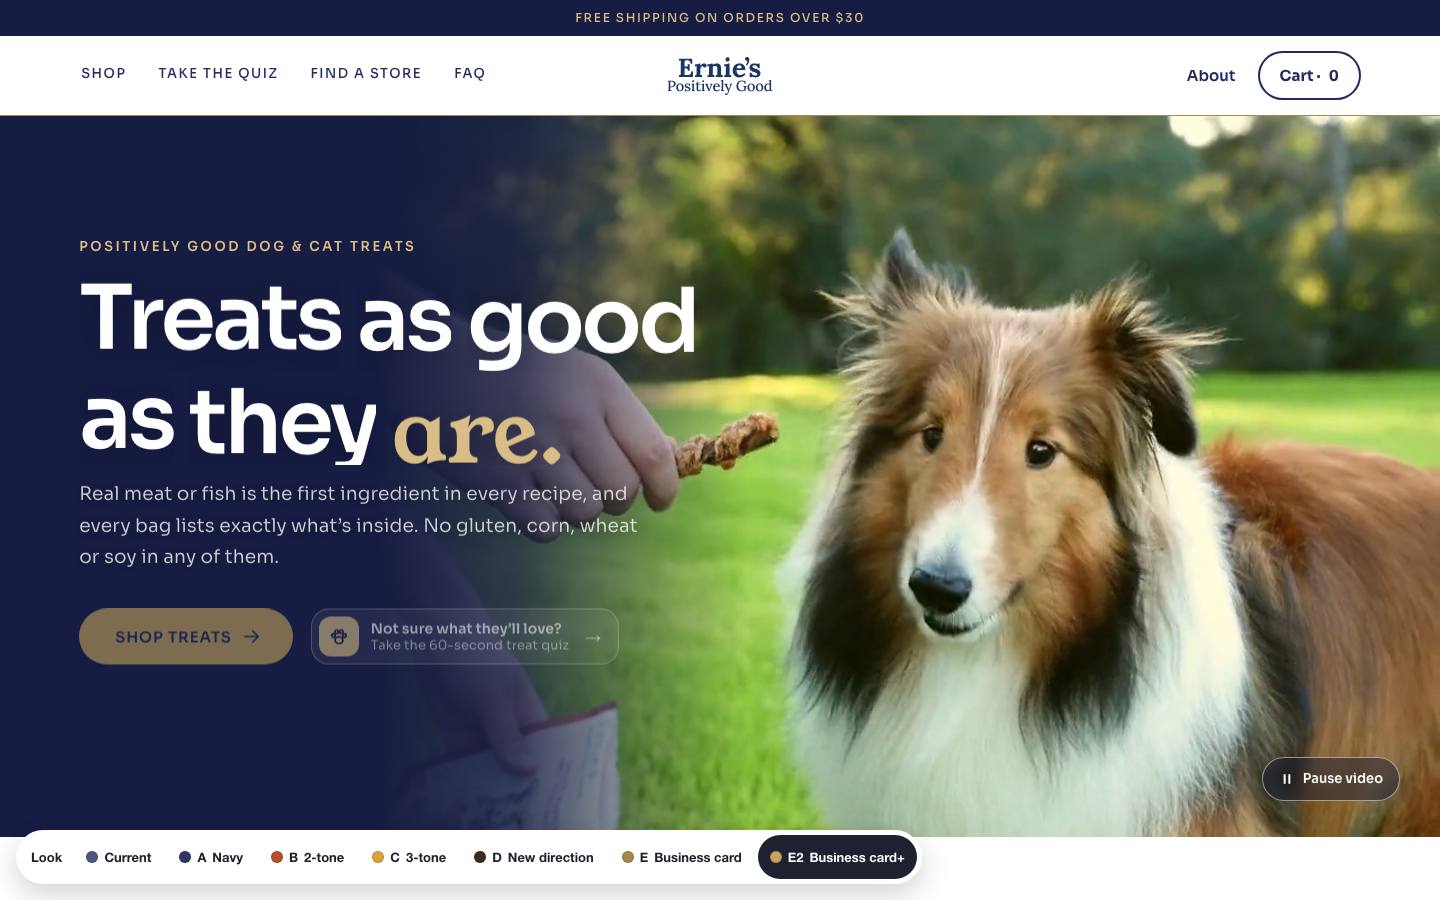 FREE SHIPPING ON ORDERS OVER $30
SHOP TAKE THE QUIZ FIND A STORE FAQ
Ernie’s
Positively Good
About Cart · 0
POSITIVELY GOOD DOG & CAT TREATS
Treats as good
as they are.
Real meat or fish is the first ingredient in every recipe, and
every bag lists exactly what’s inside. No gluten, corn, wheat
or soy in any of them.
SHOP TREATS →
Not sure what they’ll love?
Take the 60-second treat quiz →
Pause video
Look Current A Navy B 2-tone C 3-tone D New direction E Business card E2 Business card+